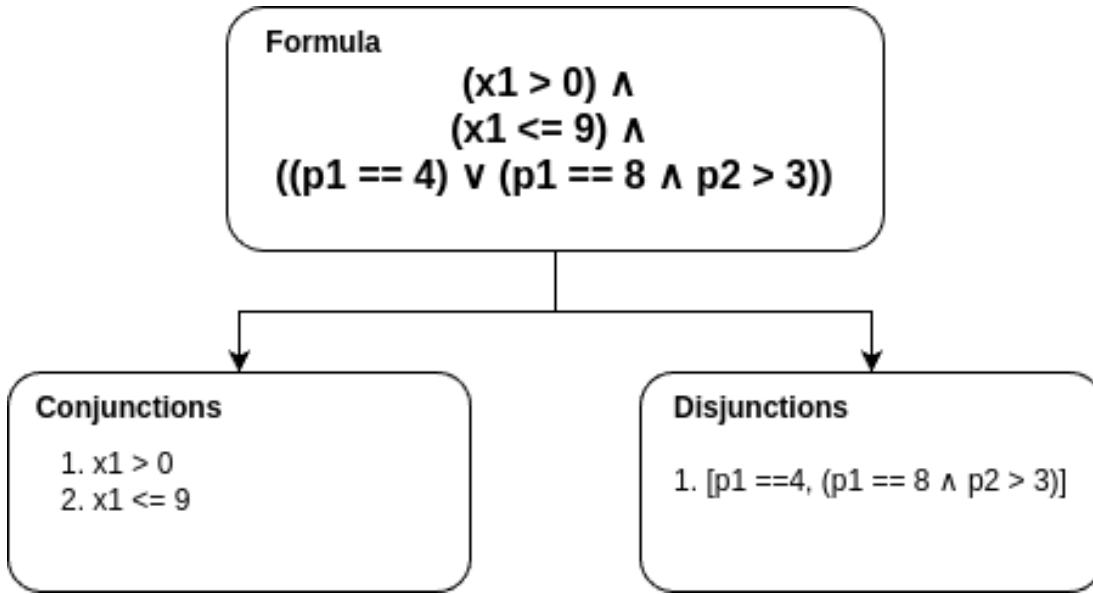 Formula
(x1 > 0) ∧
(x1 <= 9) ∧
((p1 == 4) ∨ (p1 == 8 ∧ p2 > 3))
Conjunctions
1. x1 > 0
2. x1 <= 9
Disjunctions
1. [p1 ==4, (p1 == 8 ∧ p2 > 3)]